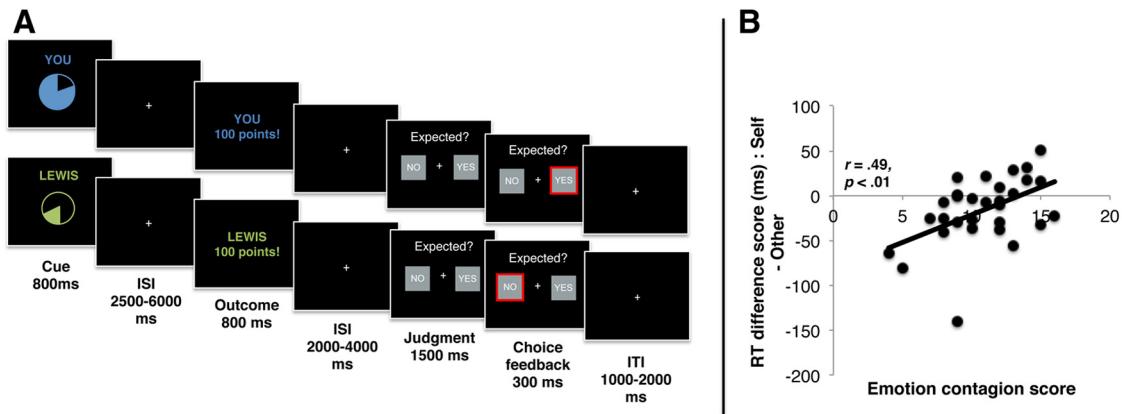 A
YOU
+
YOU
100 points!
+
Expected?
NO + YES
Expected?
NO + YES
+
LEWIS
+
LEWIS
100 points!
+
Expected?
NO + YES
Expected?
NO + YES
+
Cue
800ms
ISI
2500-6000
ms
Outcome
800 ms
ISI
2000-4000
ms
Judgment
1500 ms
Choice
feedback
300 ms
ITI
1000-2000
ms
B
RT difference score (ms) : Self
- Other
100
50
0
-50
-100
-150
-200
r = .49,
p < .01
5
10
15
20
Emotion contagion score